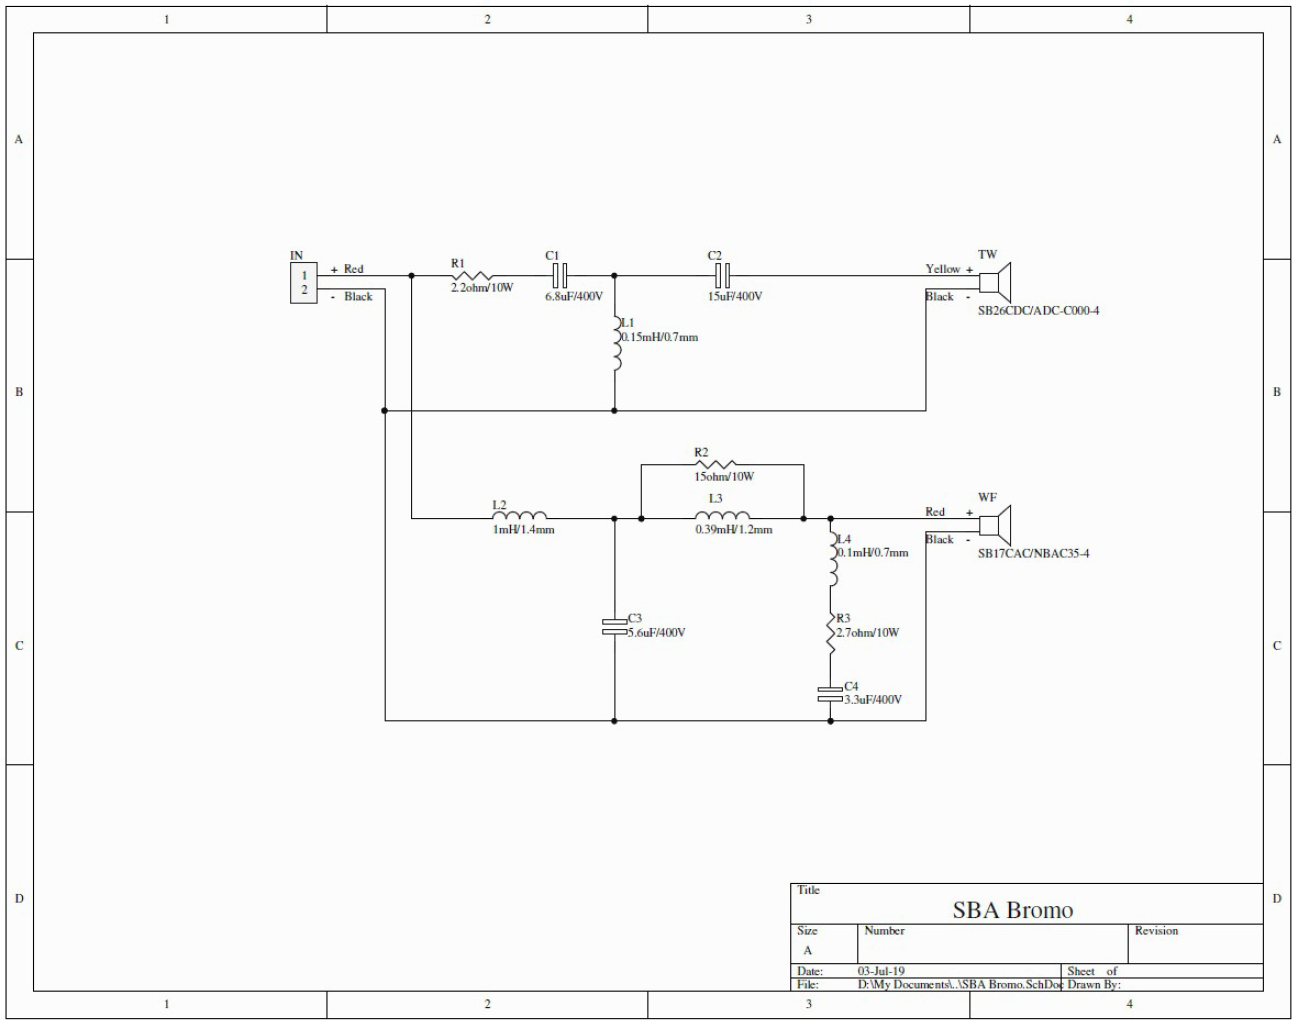 1 2 3 4
A A
IN
1
2
+ Red
- Black
R1
2.2ohm/10W
C1
6.8uF/400V
C2
15uF/400V
L1
0.15mH/0.7mm
TW
Yellow +
Black -
SB26CDC/ADC-C000-4
B B
R2
15ohm/10W
L2
1mH/1.4mm
L3
0.39mH/1.2mm
WF
Red +
Black -
SB17CAC/NBAC35-4
L4
0.1mH/0.7mm
C3
5.6uF/400V
R3
2.7ohm/10W
C C
C4
3.3uF/400V
D D
Title
SBA Bromo
Size
A
Number
Revision
Date: 03-Jul-19 Sheet of
File: D:\My Documents\..\SBA Bromo.SchDoc Drawn By:
1 2 3 4